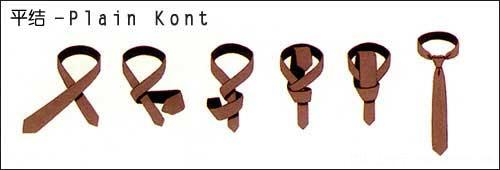 平结 –Plain Kont